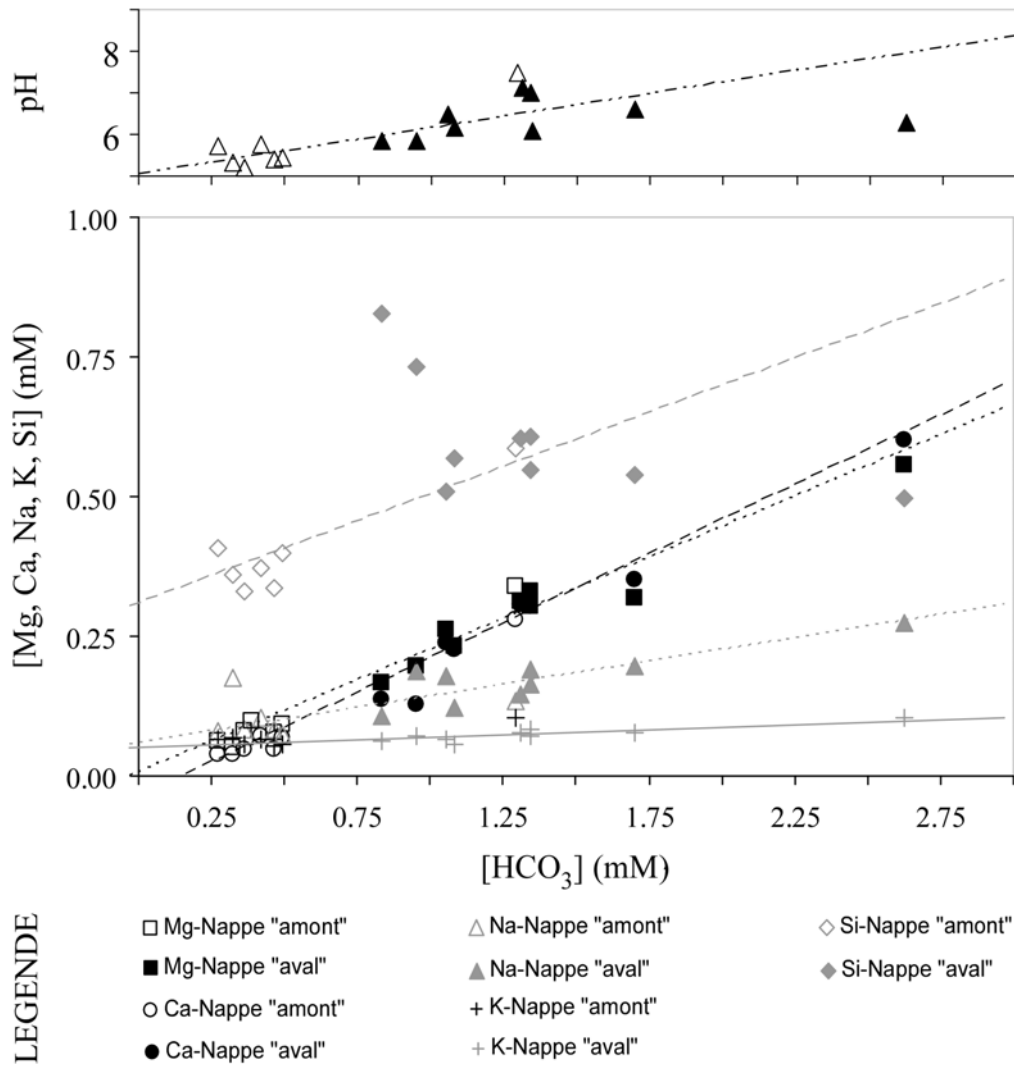 pH
8
6
[Mg, Ca, Na, K, Si] (mM)
1.00
0.75
0.50
0.25
0.00
0.25 0.75 1.25 1.75 2.25 2.75
[HCO3] (mM)
LEGENDE
Mg-Nappe "amont" Na-Nappe "amont" Si-Nappe "amont"
Mg-Nappe "aval" Na-Nappe "aval" Si-Nappe "aval"
Ca-Nappe "amont" K-Nappe "amont"
Ca-Nappe "aval" K-Nappe "aval"